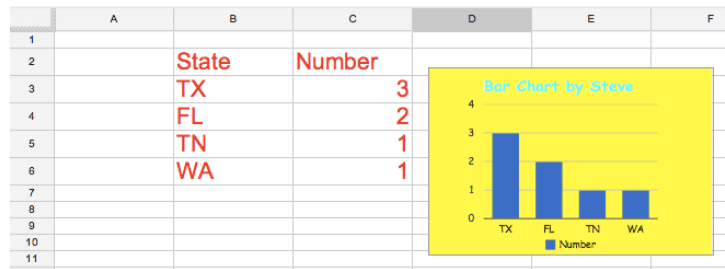 A B C D E F
1
2 State Number
3 TX 3
4 FL 2
5 TN 1
6 WA 1
7
8
9
10
11
Bar Chart by Steve
4
3
2
1
0
TX FL TN WA
Number